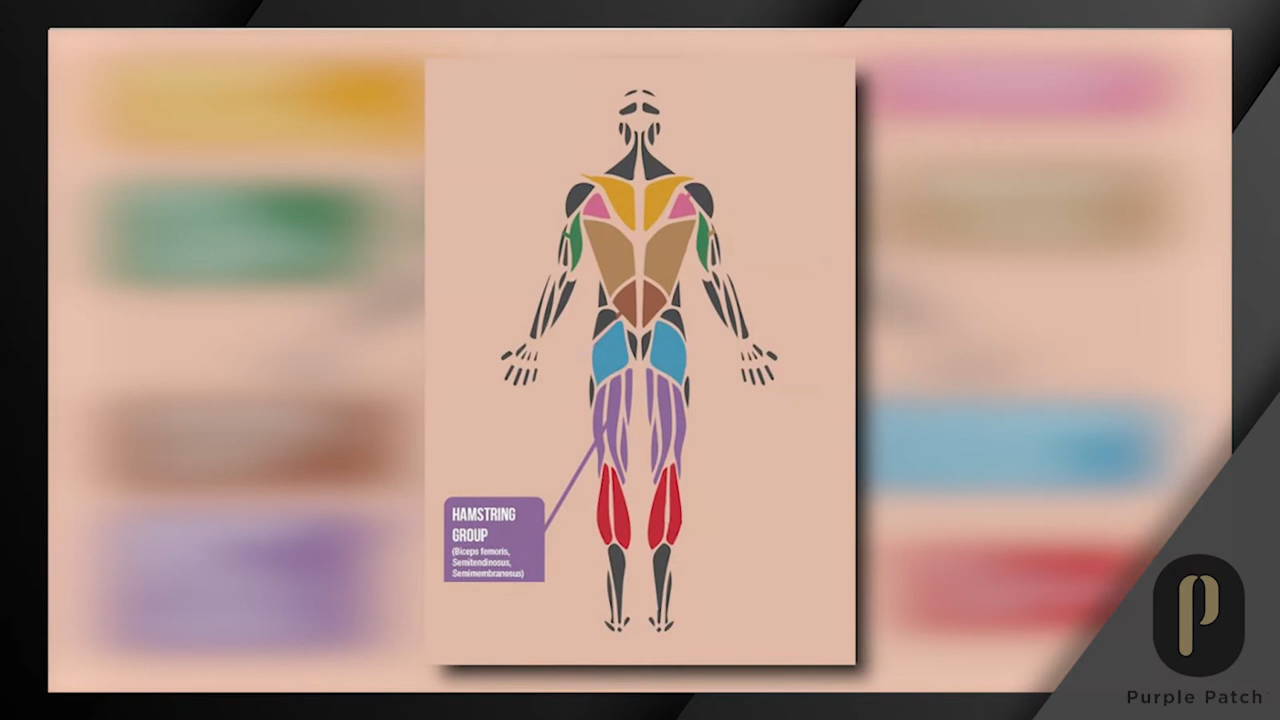 HAMSTRING
GROUP
(Biceps femoris,
Semitendinosus,
Semimembranosus)
Purple Patch